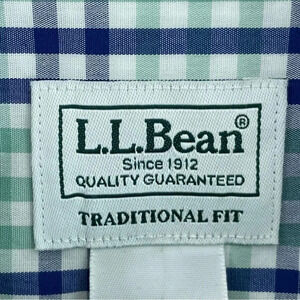 L.L.Bean®
Since 1912
QUALITY GUARANTEED
TRADITIONAL FIT